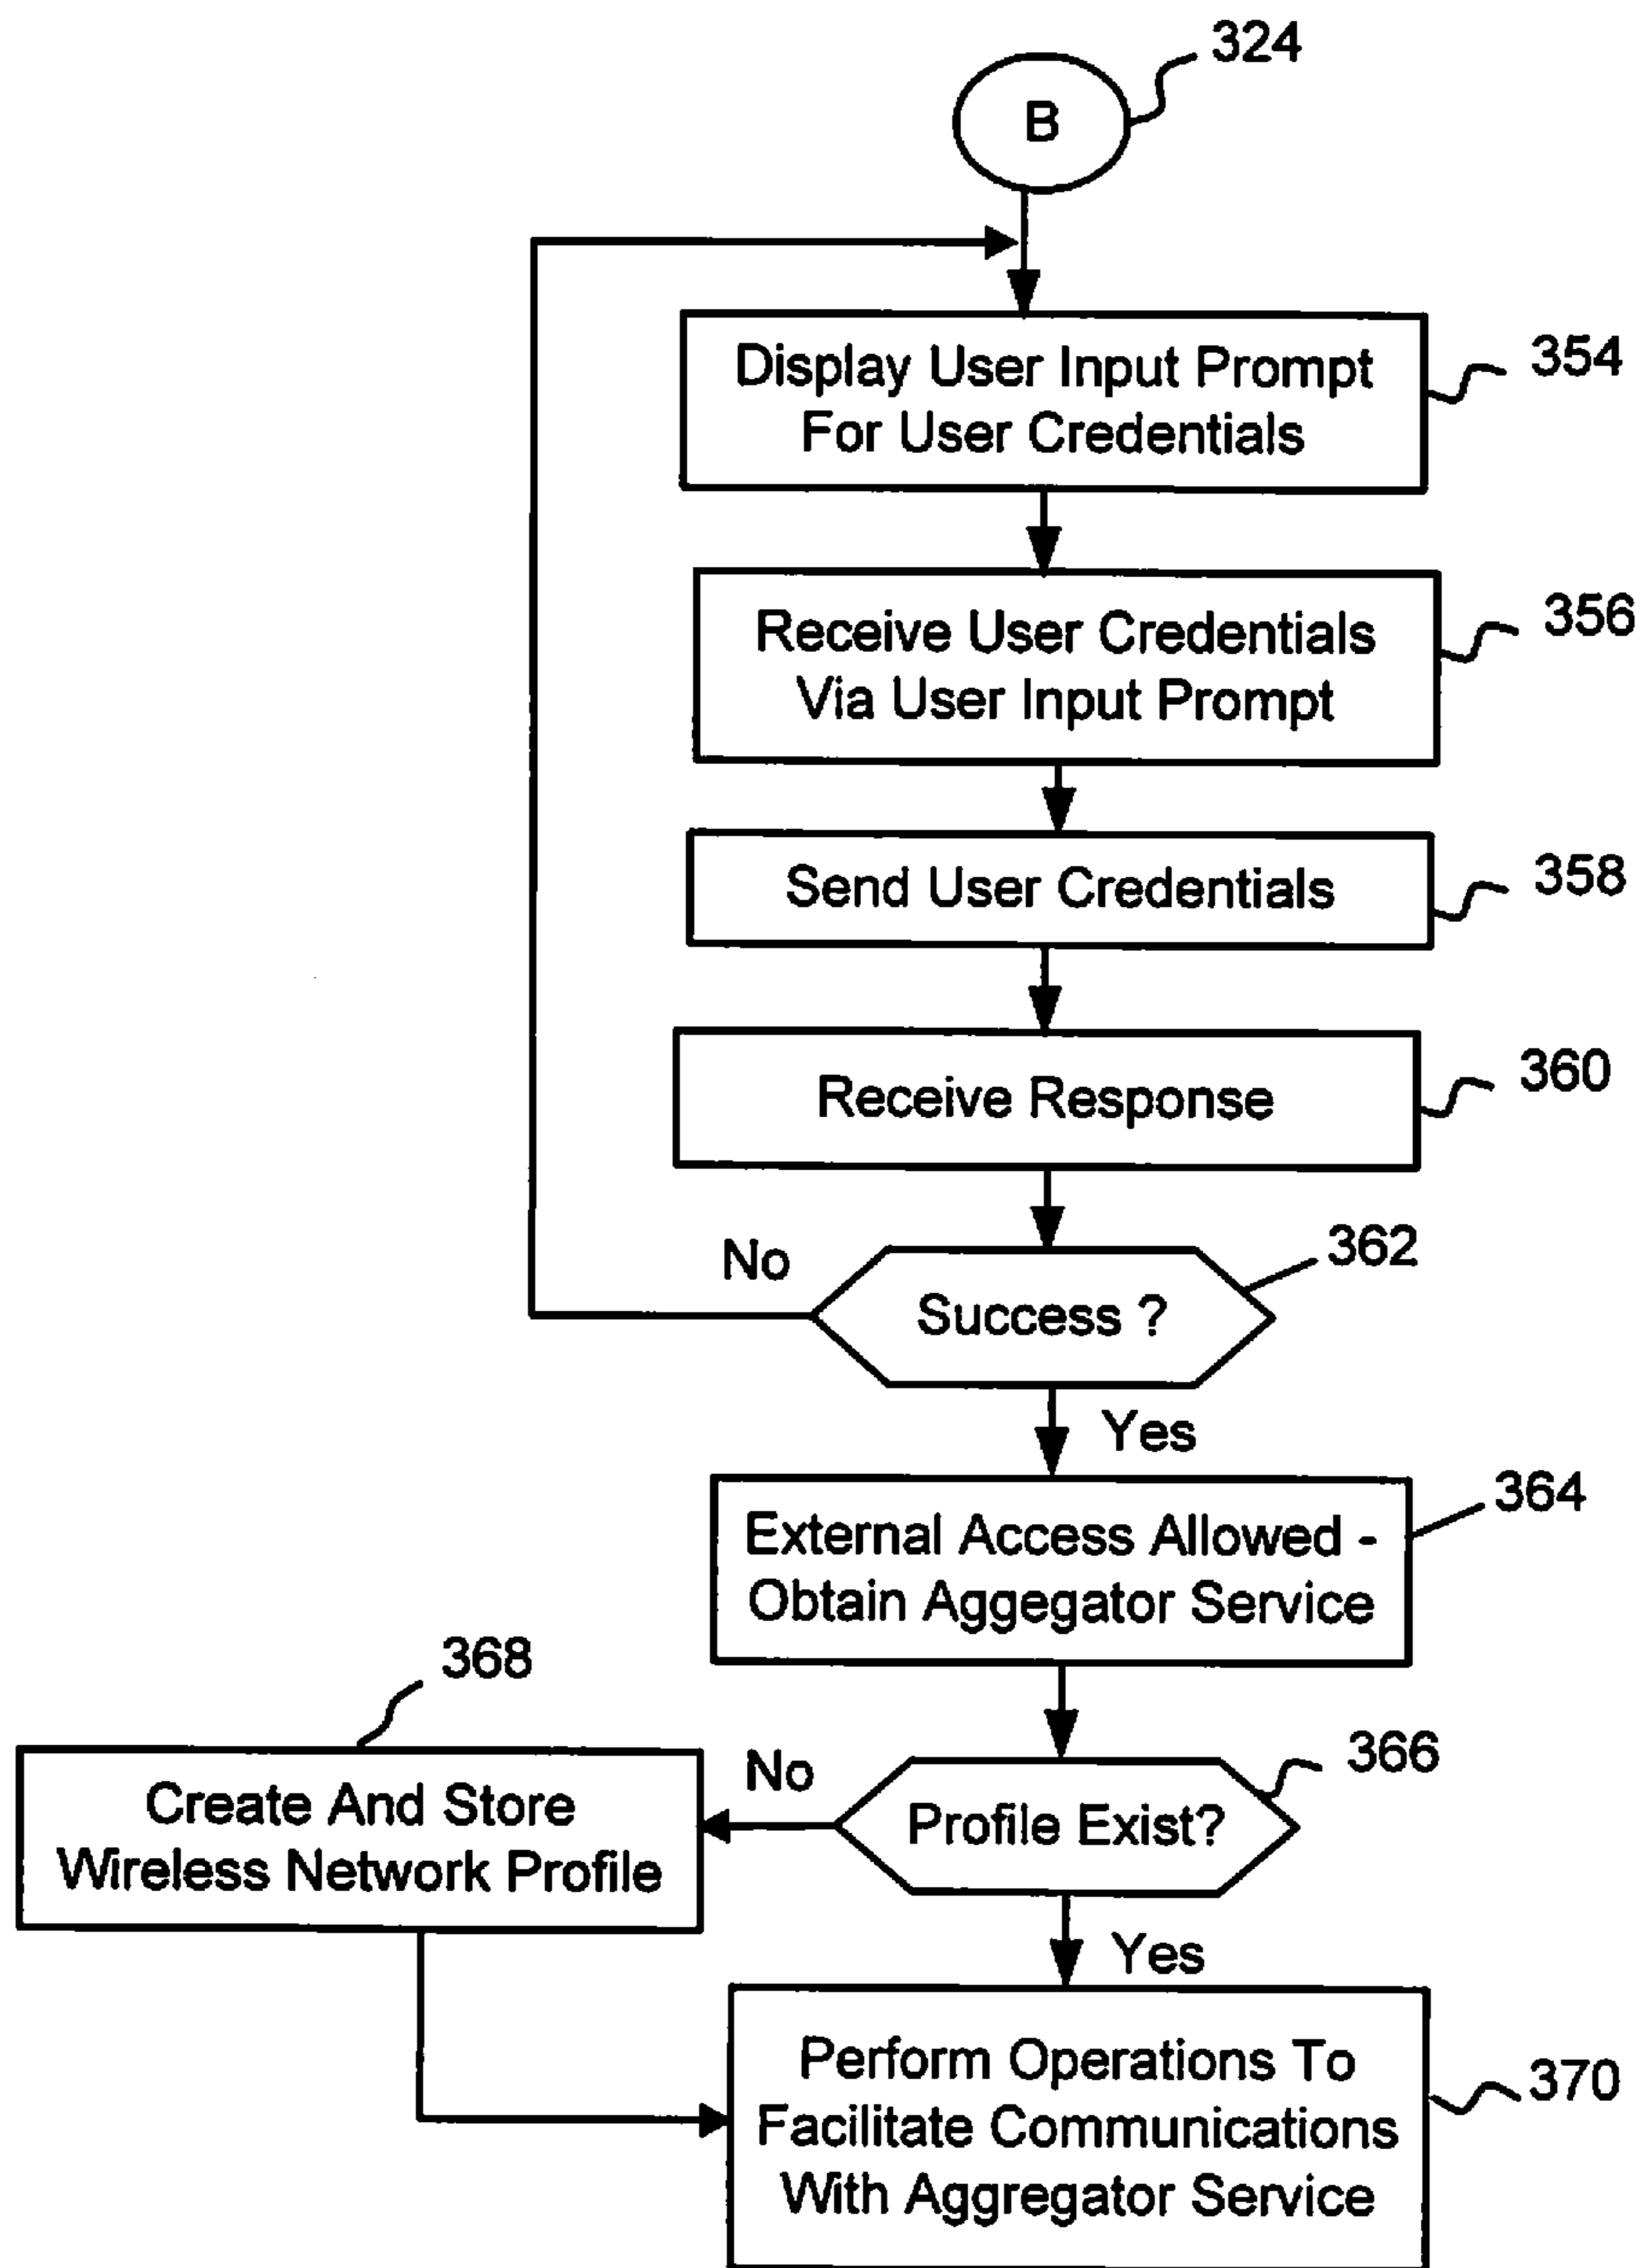 324
B
Display User Input Prompt
For User Credentials
354
Receive User Credentials
Via User Input Prompt
356
Send User Credentials
358
Receive Response
360
No
362
Success ?
Yes
External Access Allowed -
Obtain Aggegator Service
364
368
Create And Store
Wireless Network Profile
No
366
Profile Exist?
Yes
Perform Operations To
Facilitate Communications
With Aggregator Service
370